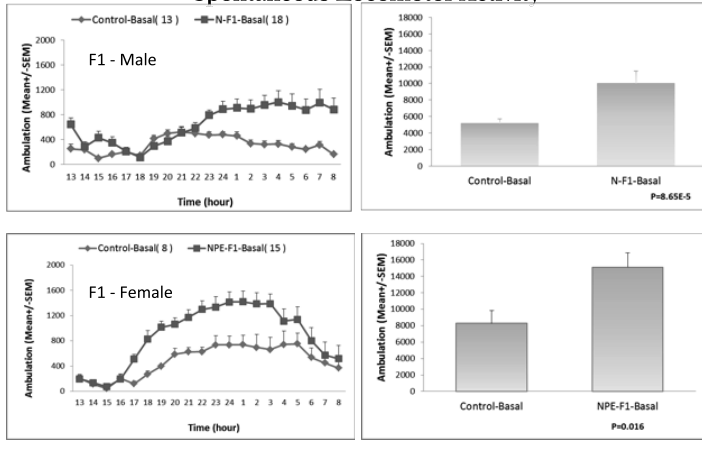 Spontaneous Locomotor Activity
Control-Basal( 13 )
N-F1-Basal( 18 )
F1 - Male
Ambulation (Mean+/-SEM)
2000
1600
1200
800
400
0
13 14 15 16 17 18 19 20 21 22 23 24 1 2 3 4 5 6 7 8
Time (hour)
Ambulation (Mean+/-SEM)
18000
16000
14000
12000
10000
8000
6000
4000
2000
0
Control-Basal
N-F1-Basal
P=8.65E-5
Control-Basal( 8 )
NPE-F1-Basal( 15 )
F1 - Female
Ambulation (Mean+/-SEM)
2000
1600
1200
800
400
0
13 14 15 16 17 18 19 20 21 22 23 24 1 2 3 4 5 6 7 8
Time (hour)
Ambulation (Mean+/-SEM)
18000
16000
14000
12000
10000
8000
6000
4000
2000
0
Control-Basal
NPE-F1-Basal
P=0.016